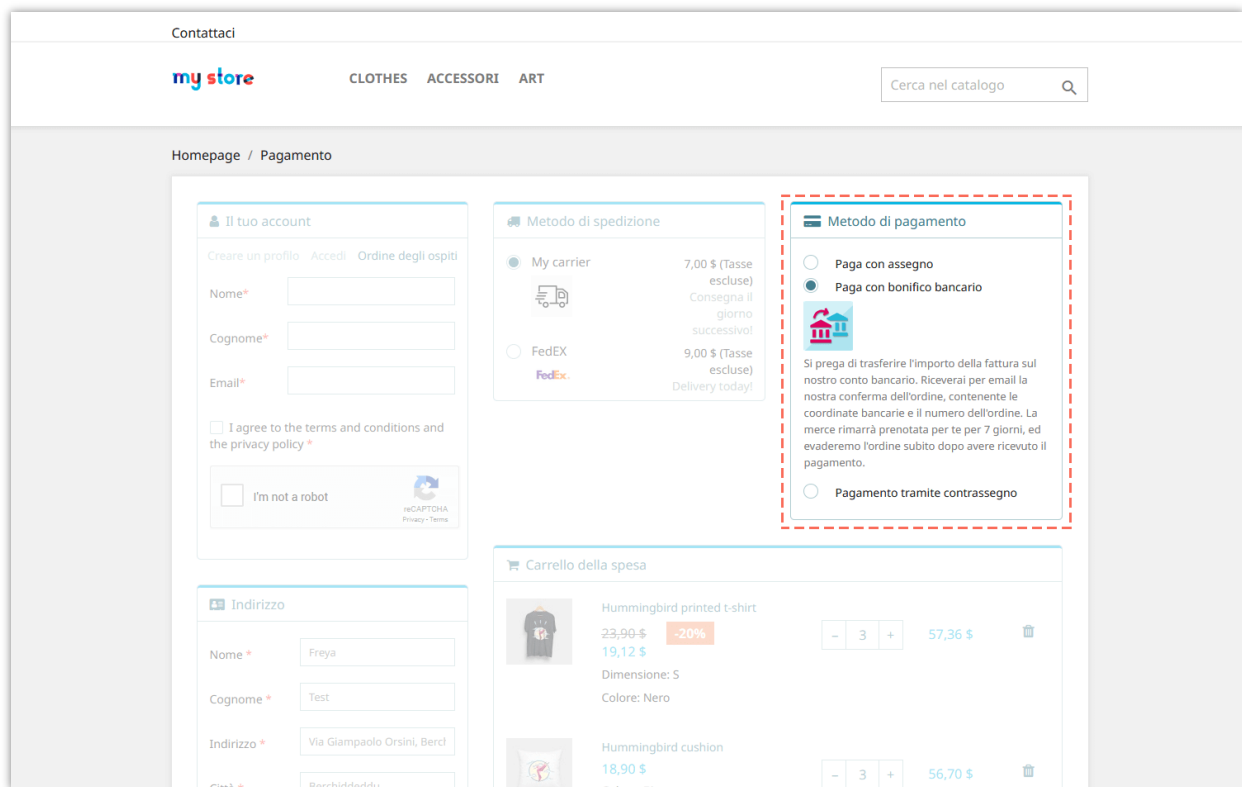 Contattaci
my store
CLOTHES ACCESSORI ART
Cerca nel catalogo
Homepage / Pagamento
Il tuo account
Creare un profilo Accedi Ordine degli ospiti
Nome*
Cognome*
Email*
I agree to the terms and conditions and
the privacy policy *
I'm not a robot
reCAPTCHA
Privacy - Terms
Metodo di spedizione
My carrier
7,00 $ (Tasse
escluse)
Consegna il
giorno
successivo!
FedEX
FedEx.
9,00 $ (Tasse
escluse)
Delivery today!
Metodo di pagamento
Paga con assegno
Paga con bonifico bancario
Si prega di trasferire l'importo della fattura sul
nostro conto bancario. Riceverai per email la
nostra conferma dell'ordine, contenente le
coordinate bancarie e il numero dell'ordine. La
merce rimarrà prenotata per te per 7 giorni, ed
evaderemo l'ordine subito dopo avere ricevuto il
pagamento.
Pagamento tramite contrassegno
Indirizzo
Nome * Freya
Cognome * Test
Indirizzo * Via Giampaolo Orsini, Berch
Città * Berchiddeddu
Carrello della spesa
Hummingbird printed t-shirt
23,90 $ -20%
19,12 $
Dimensione: S
Colore: Nero
– 3 + 57,36 $
Hummingbird cushion
18,90 $
– 3 + 56,70 $